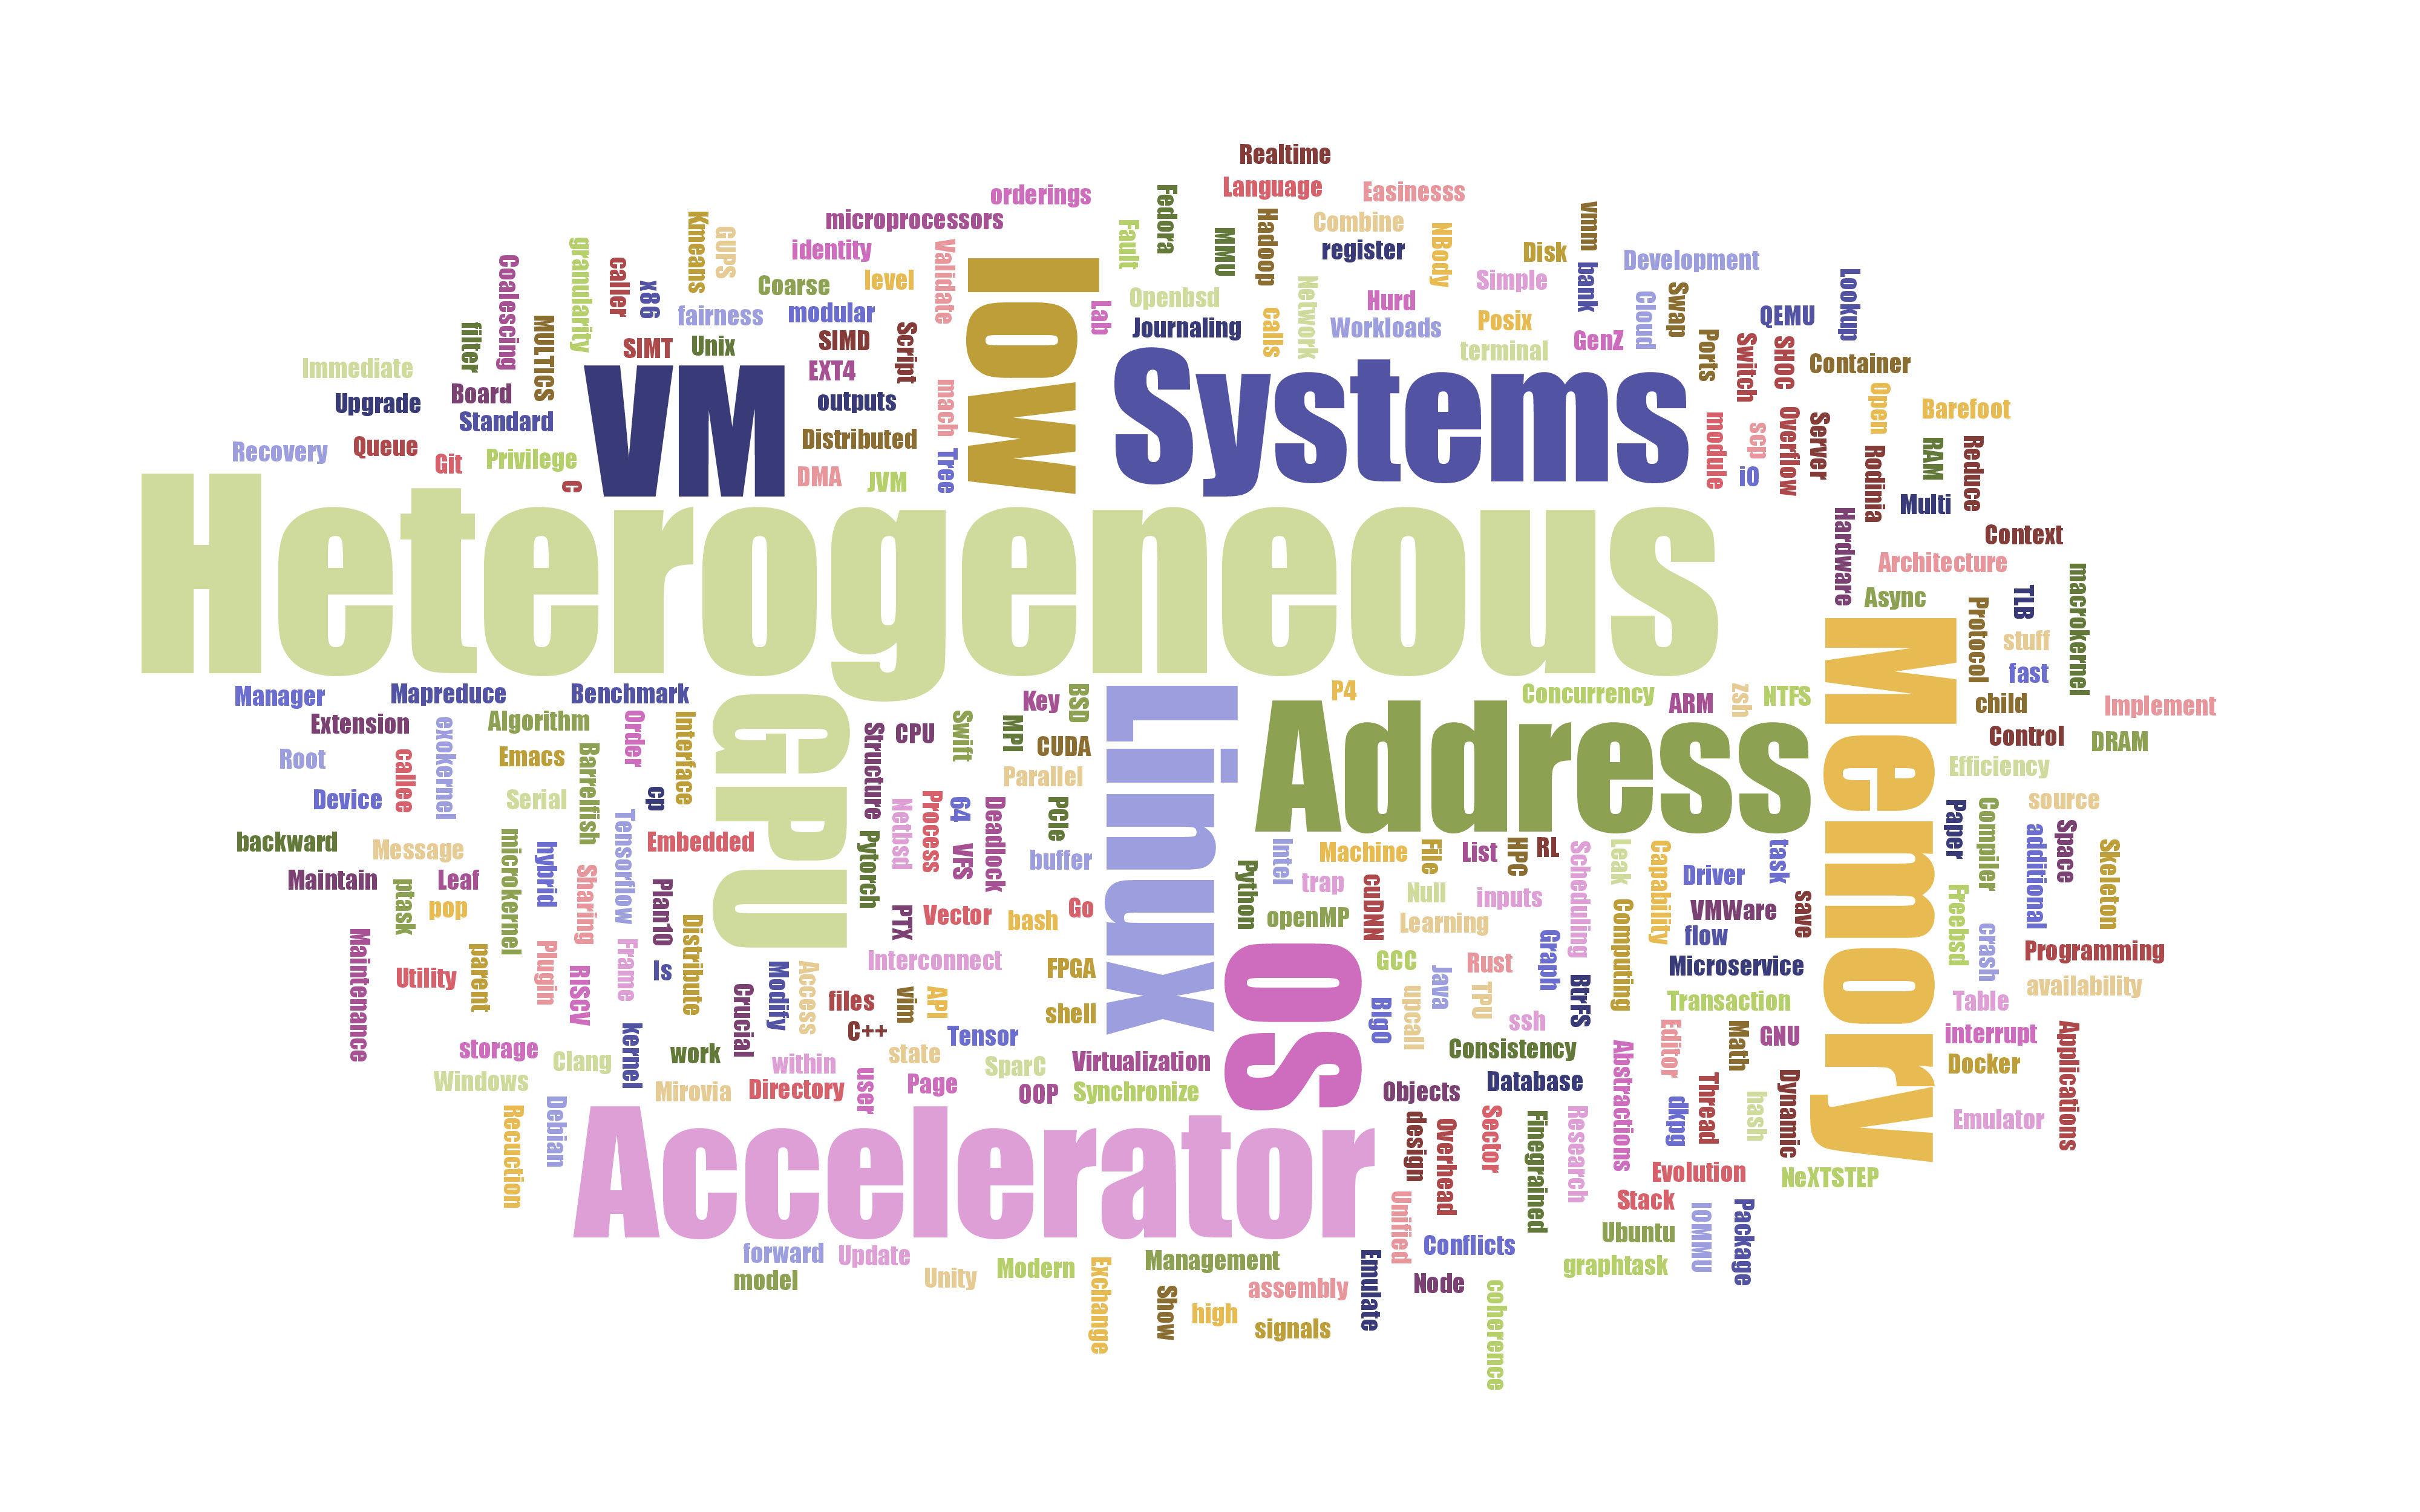 Realtime
Language
Easinesss
orderings
Fedora
microprocessors
Combine
Hadoop
vmm
Kmeans
GUPS
identity
Validate
Fault
MMU
register
NBody
Disk
Development
granularity
Coalescing
caller
x86
Coarse
level
low
Openbsd
Network
Simple
bank
Lookup
fairness
modular
Lab
Journaling
calls
Hurd
Workloads
Posix
Cloud
Swap
QEMU
filter
MULTICS
SIMT
Unix
SIMD
Script
terminal
GenZ
Ports
Switch
SHOC
Container
Immediate
EXT4
Systems
Upgrade
Board
VM
outputs
mach
Open
Barefoot
Standard
Distributed
module
scp
Overflow
Server
Recovery
Queue
Git
Privilege
DMA
JVM
Tree
iO
Rodinia
RAM
Reduce
C
Multi
Heterogeneous
Hardware
Context
Architecture
Async
TLB
macrokernel
Protocol
stuff
Memory
fast
Manager
Mapreduce
Benchmark
Key
BSD
P4
Concurrency
ARM
zsh
NTFS
child
Implement
Extension
exokernel
Algorithm
Order
Interface
GPU
Structure
CPU
Swift
MPI
CUDA
Linux
Address
Control
DRAM
Root
callee
Emacs
Barrelfish
Parallel
Efficiency
Device
Serial
cp
Netbsd
Process
64
Deadlock
PCIe
source
backward
Message
microkernel
hybrid
Tensorflow
Embedded
Pytorch
VFS
buffer
Python
Intel
Machine
File
List
HPC
RL
Scheduling
Leak
Capability
task
Paper
Compiler
additional
Space
Skeleton
Maintain
ptask
Leaf
Sharing
Plan10
trap
cuDNN
Null
inputs
Driver
pop
PTX
Vector
bash
Go
openMP
Learning
Computing
VMWare
save
Freebsd
Maintenance
parent
Plugin
Frame
Distribute
flow
crash
Programming
Utility
RISCV
ls
Modify
Access
Interconnect
FPGA
OS
GCC
Java
Rust
Graph
BtrFS
Microservice
availability
Crucial
files
vim
API
BIgO
upcall
TPU
Transaction
Table
shell
ssh
kernel
C++
Tensor
Editor
Math
GNU
interrupt
Applications
storage
Clang
work
within
state
SparC
Virtualization
Consistency
Abstractions
Docker
Windows
Mirovia
Directory
user
Page
OOP
Synchronize
Objects
Database
Thread
Dynamic
Recuction
Debian
Accelerator
design
Overhead
Sector
Finegrained
Research
dkpg
hash
Emulator
Evolution
NeXTSTEP
Unified
Stack
IOMMU
Package
Ubuntu
forward
Update
Conflicts
model
Unity
Modern
Exchange
Management
Emulate
graphtask
Show
assembly
Node
coherence
high
signals